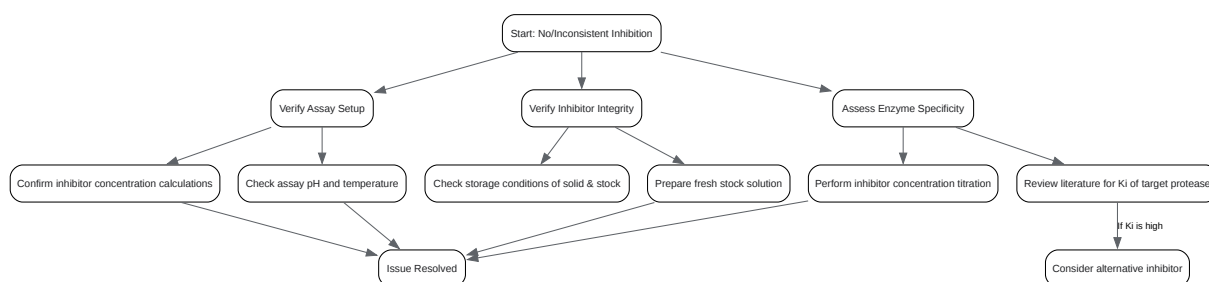 Start: No/Inconsistent Inhibition
Verify Assay Setup
Verify Inhibitor Integrity
Assess Enzyme Specificity
Confirm inhibitor concentration calculations
Check assay pH and temperature
Check storage conditions of solid & stock
Prepare fresh stock solution
Perform inhibitor concentration titration
Review literature for Ki of target protease
If Ki is high
Issue Resolved
Consider alternative inhibitor